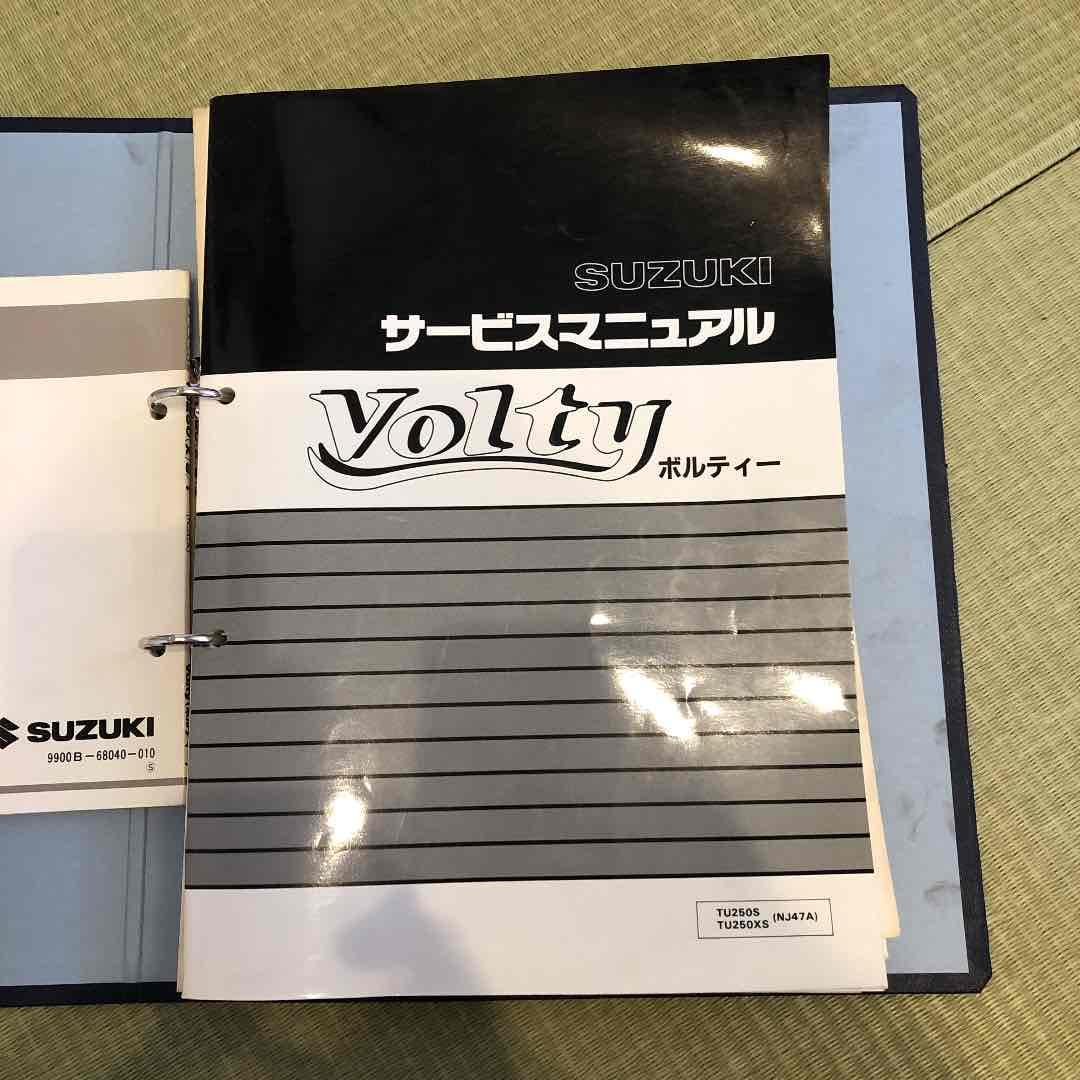 SUZUKI
サービスマニュアル
Volty
ボルティー
TU250S
TU250XS (NJ47A)
SUZUKI
9900B-68040-010
S